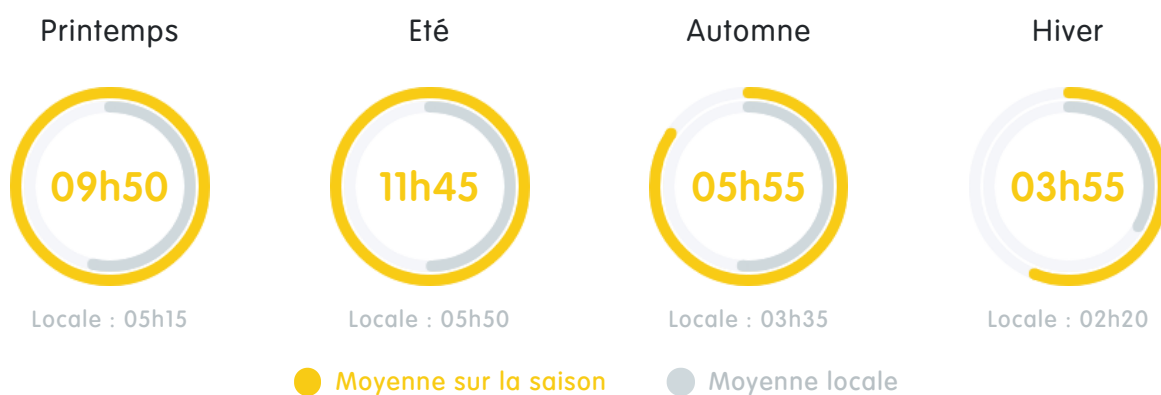 Printemps
Eté
Automne
Hiver
09h50
11h45
05h55
03h55
Locale : 05h15
Locale : 05h50
Locale : 03h35
Locale : 02h20
Moyenne sur la saison
Moyenne locale